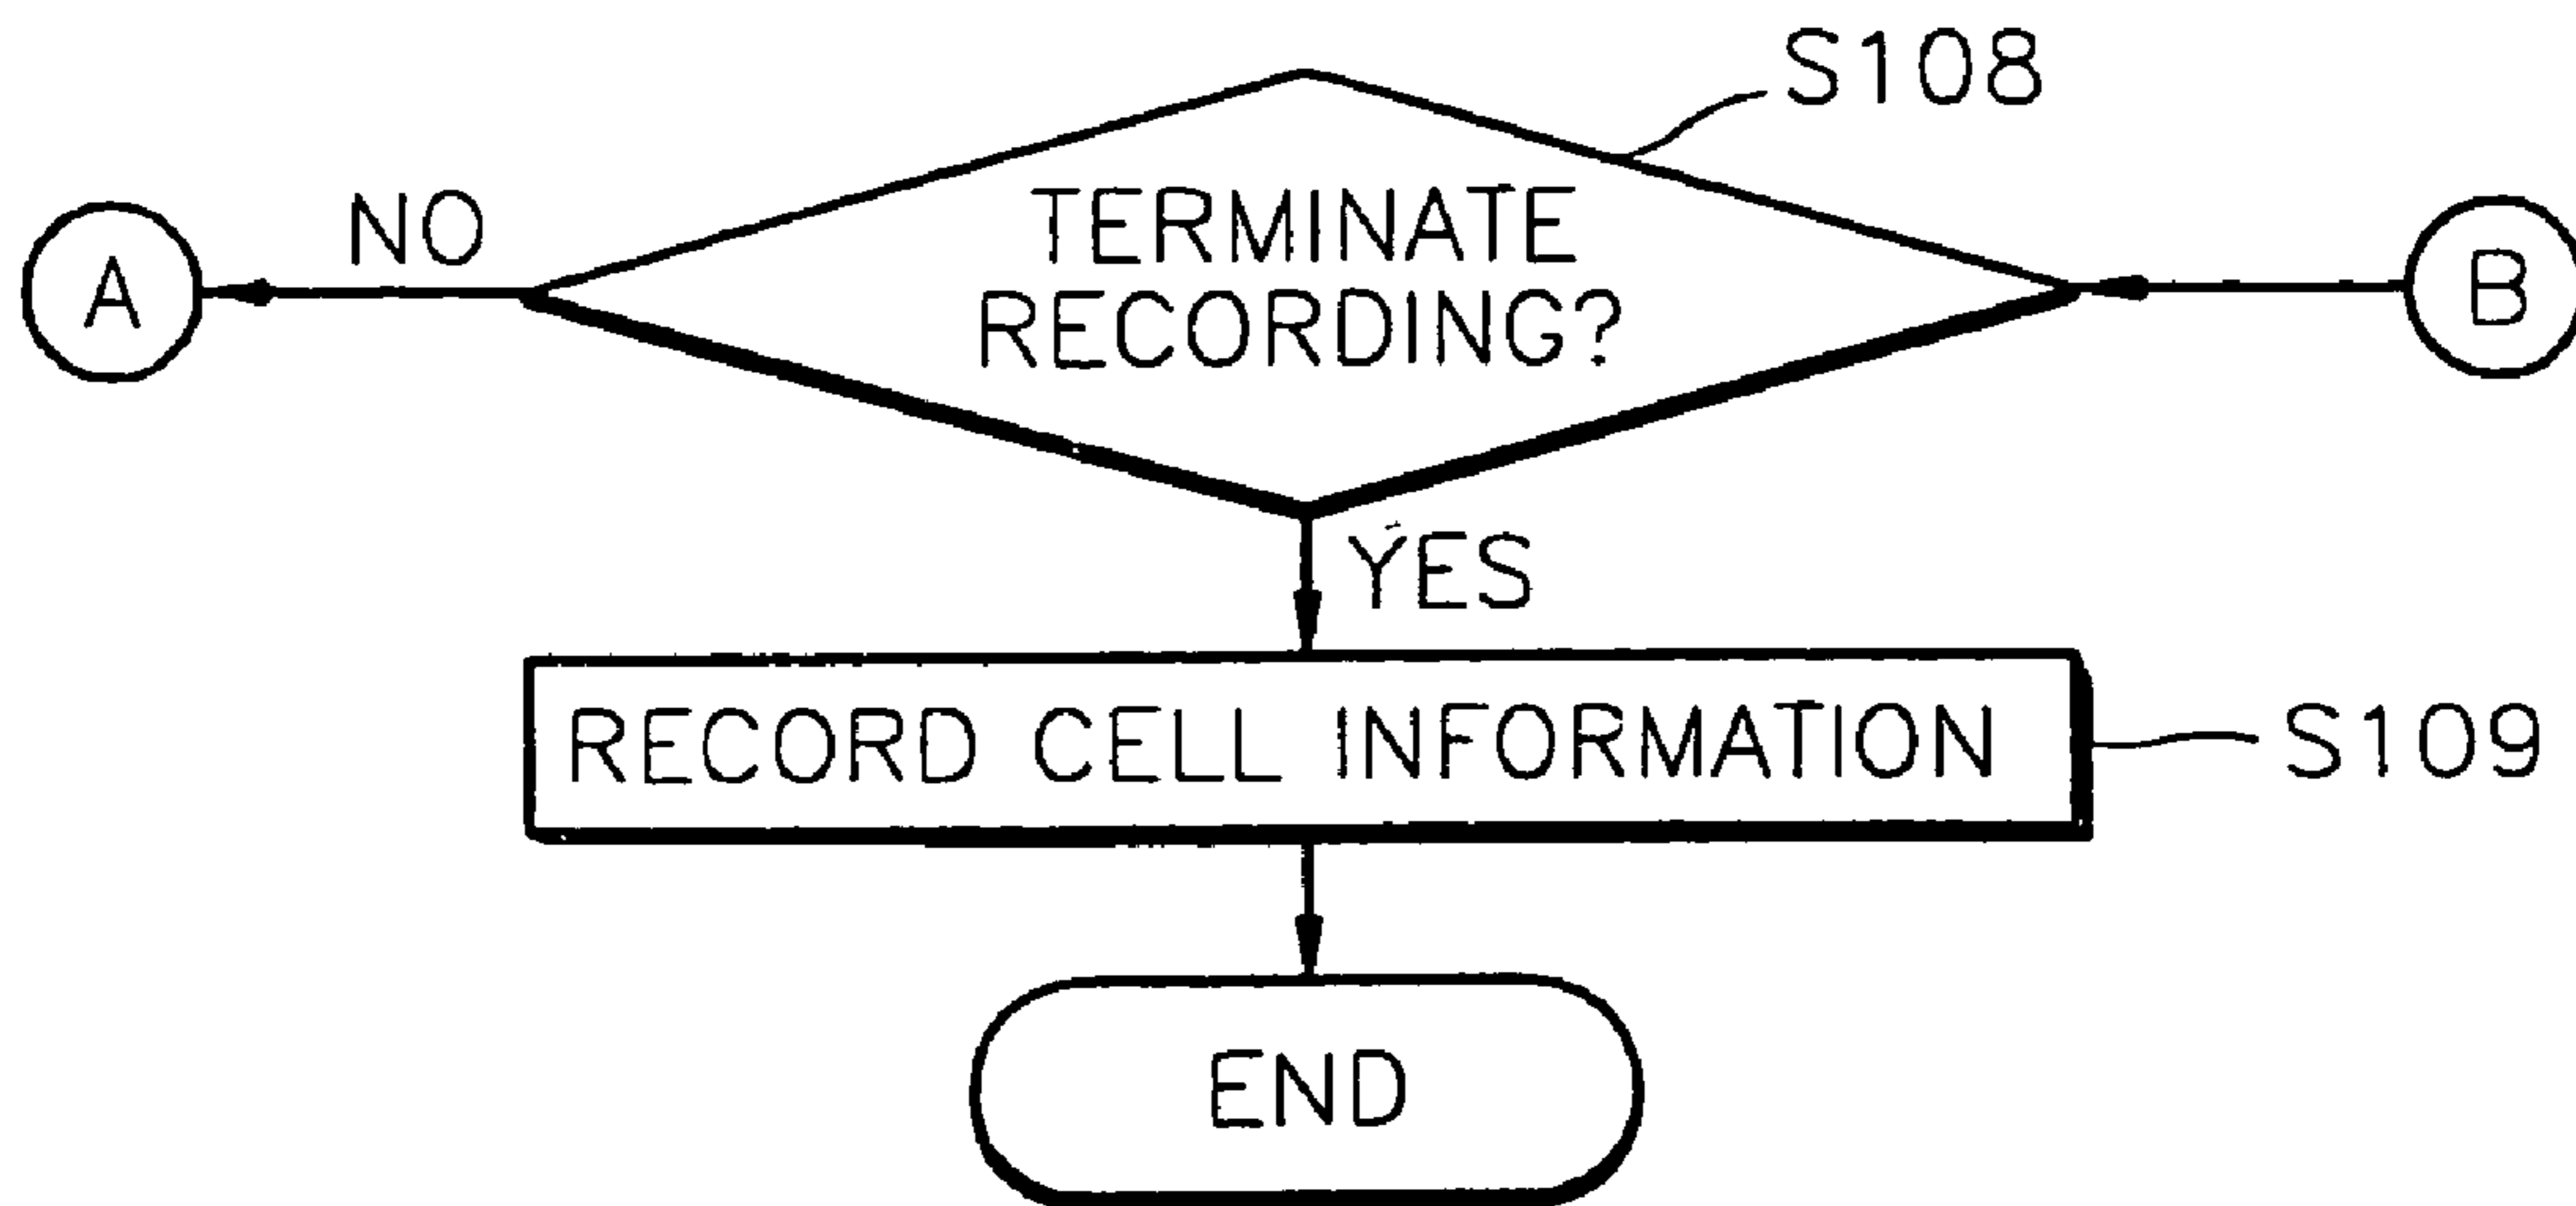 S108
TERMINATE
RECORDING?
NO
A
B
YES
RECORD CELL INFORMATION
S109
END